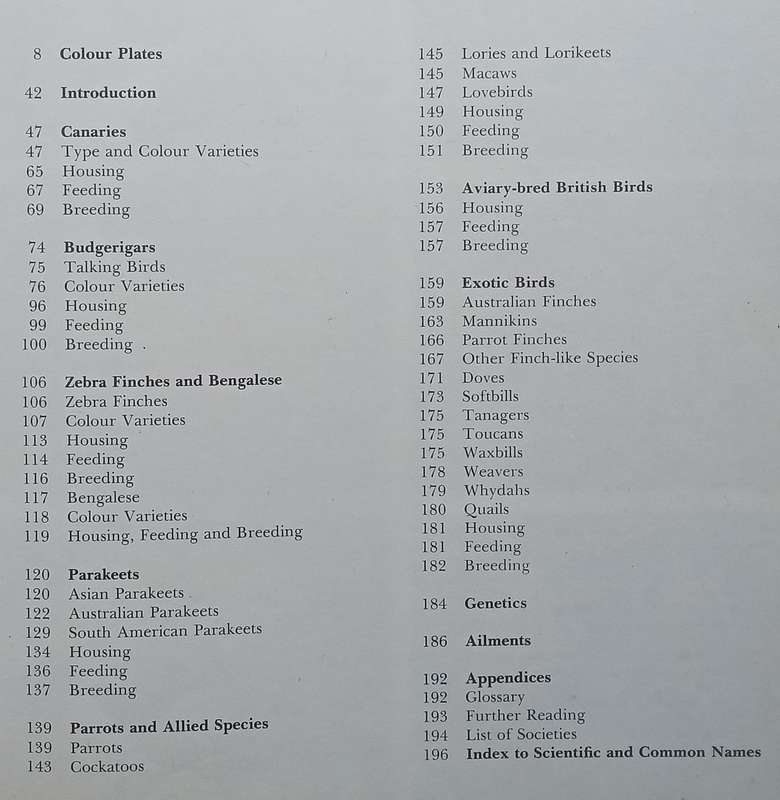 8 Colour Plates
42 Introduction
47 Canaries
47 Type and Colour Varieties
65 Housing
67 Feeding
69 Breeding
74 Budgerigars
75 Talking Birds
76 Colour Varieties
96 Housing
99 Feeding
100 Breeding
106 Zebra Finches and Bengalese
106 Zebra Finches
107 Colour Varieties
113 Housing
114 Feeding
116 Breeding
117 Bengalese
118 Colour Varieties
119 Housing, Feeding and Breeding
120 Parakeets
120 Asian Parakeets
122 Australian Parakeets
129 South American Parakeets
134 Housing
136 Feeding
137 Breeding
139 Parrots and Allied Species
139 Parrots
143 Cockatoos
145 Lories and Lorikeets
145 Macaws
147 Lovebirds
149 Housing
150 Feeding
151 Breeding
153 Aviary-bred British Birds
156 Housing
157 Feeding
157 Breeding
159 Exotic Birds
159 Australian Finches
163 Mannikins
166 Parrot Finches
167 Other Finch-like Species
171 Doves
173 Softbills
175 Tanagers
175 Toucans
175 Waxbills
178 Weavers
179 Whydahs
180 Quails
181 Housing
181 Feeding
182 Breeding
184 Genetics
186 Ailments
192 Appendices
192 Glossary
193 Further Reading
194 List of Societies
196 Index to Scientific and Common Names